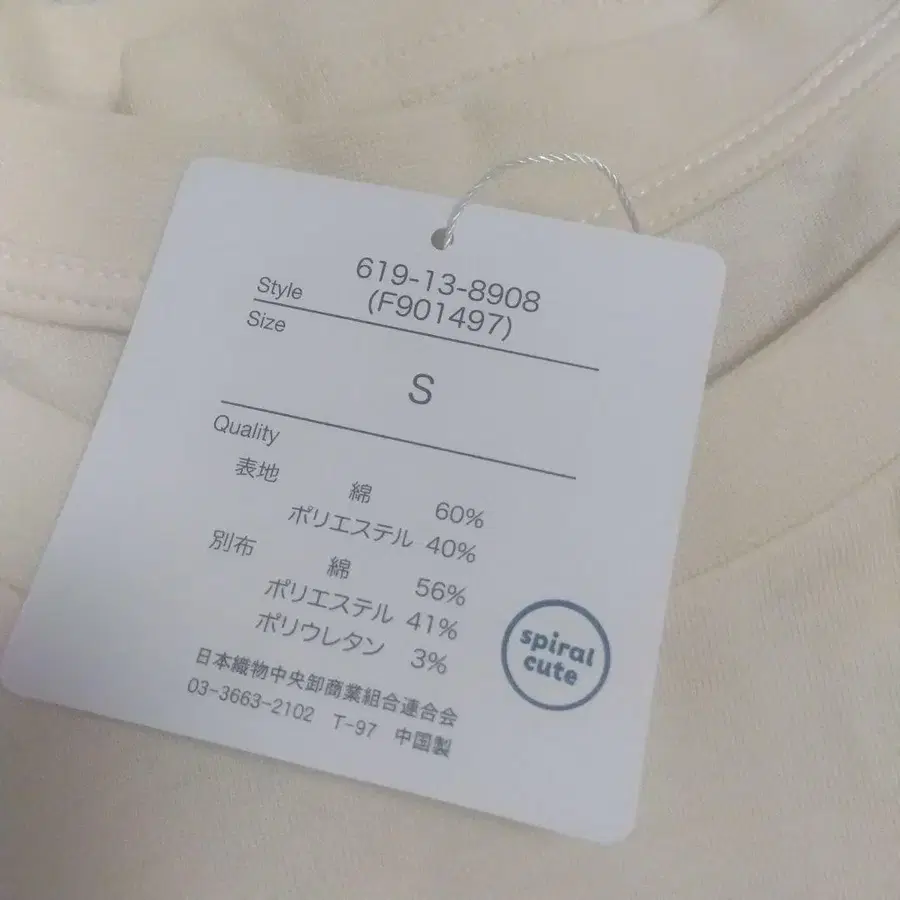 619-13-8908
Style (F901497)
Size
S
Quality
表地 綿 60%
ポリエステル 40%
別布 綿 56%
ポリエステル 41%
ポリウレタン 3%
日本織物中央卸商業組合連合会
03-3663-2102 T-97 中国製
spiral
cute